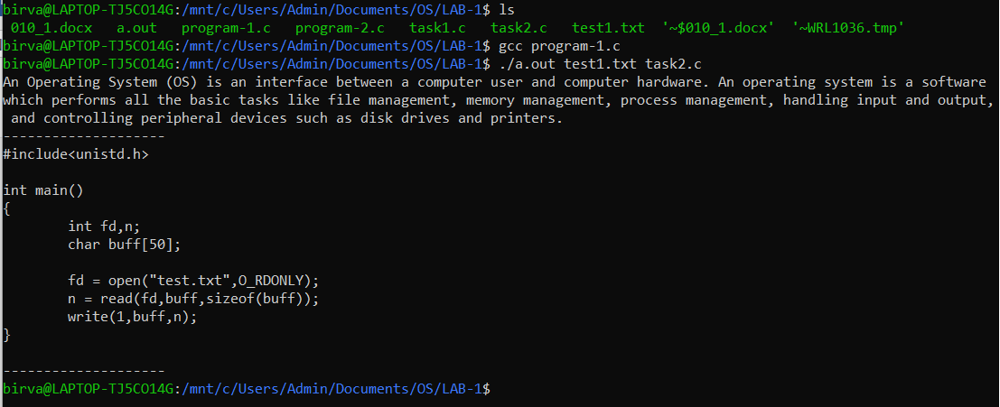 birva@LAPTOP-TJ5CO14G:/mnt/c/Users/Admin/Documents/OS/LAB-1$ ls
 010_1.docx   a.out   program-1.c   program-2.c   task1.c   task2.c   test1.txt  '~$010_1.docx'  '~WRL1036.tmp'
birva@LAPTOP-TJ5CO14G:/mnt/c/Users/Admin/Documents/OS/LAB-1$ gcc program-1.c
birva@LAPTOP-TJ5CO14G:/mnt/c/Users/Admin/Documents/OS/LAB-1$ ./a.out test1.txt task2.c
An Operating System (OS) is an interface between a computer user and computer hardware. An operating system is a software
which performs all the basic tasks like file management, memory management, process management, handling input and output,
 and controlling peripheral devices such as disk drives and printers.
--------------------
#include<unistd.h>

int main()
{
        int fd,n;
        char buff[50];

        fd = open("test.txt",O_RDONLY);
        n = read(fd,buff,sizeof(buff));
        write(1,buff,n);
}

--------------------
birva@LAPTOP-TJ5CO14G:/mnt/c/Users/Admin/Documents/OS/LAB-1$